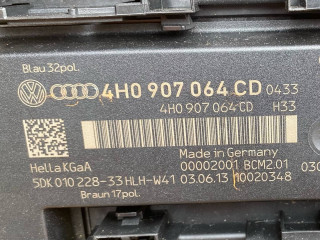 Blau 32pol.
4H0 907 064 CD 0433
4H0 907 064 CD H33
Made in Germany
Hella KGaA 00002001 BCM2.01
5DK 010 228-33 HLH-W41 03.06.13 10020348
Braun 17pol.